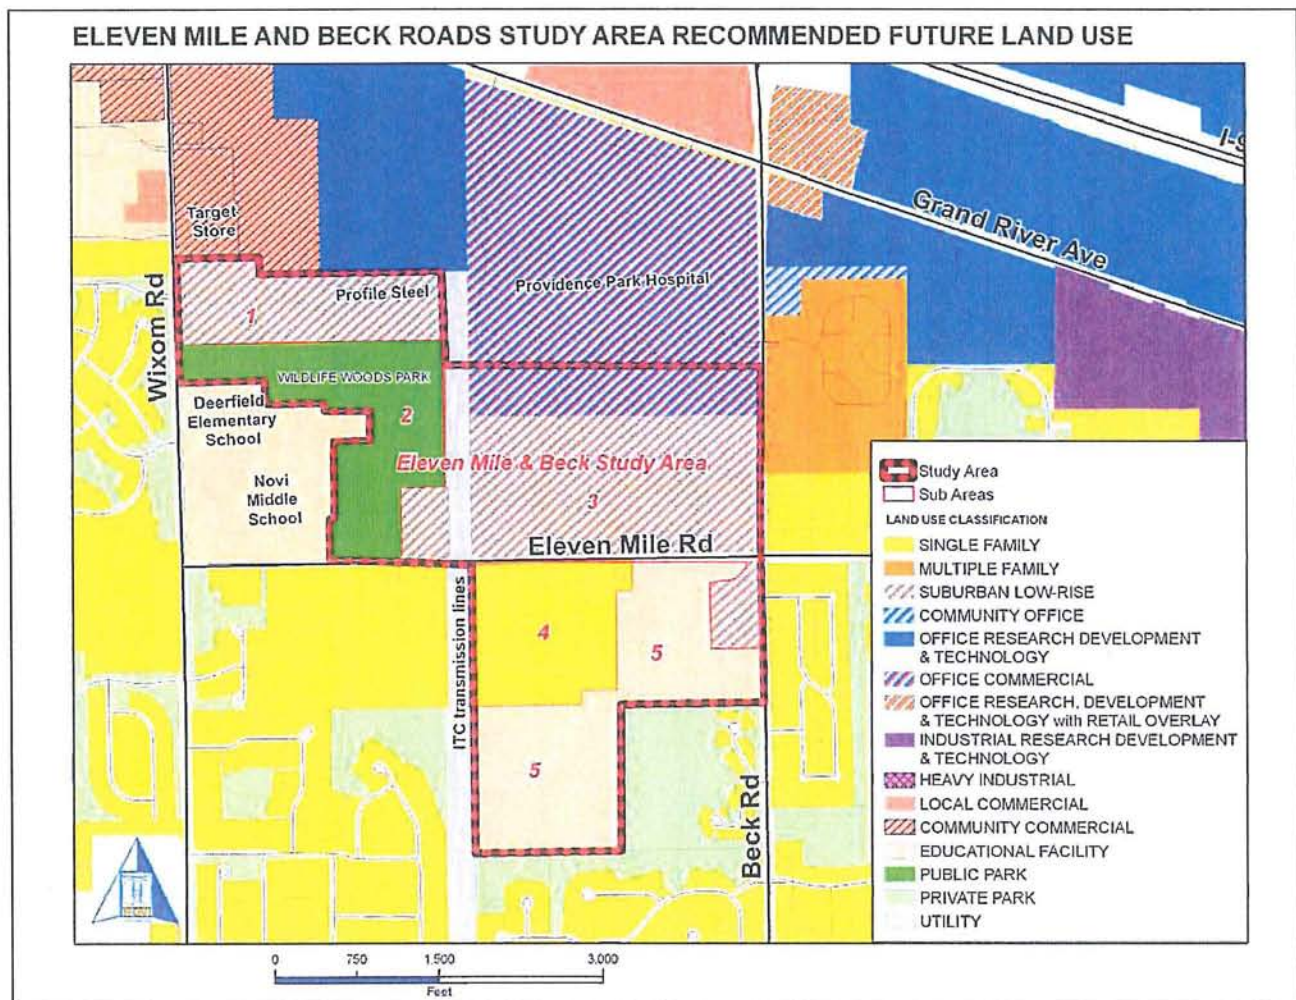 ELEVEN MILE AND BECK ROADS STUDY AREA RECOMMENDED FUTURE LAND USE
I-9
Grand River Ave
Target
Store
Wixom Rd
Profile Steel
Providence Park Hospital
1
WILDLIFE WOODS PARK
Deerfield
Elementary
School
2
Eleven Mile & Beck Study Area
Novi
Middle
School
3
Eleven Mile Rd
ITC transmission lines
4
5
5
Beck Rd
Study Area
Sub Areas
LAND USE CLASSIFICATION
SINGLE FAMILY
MULTIPLE FAMILY
SUBURBAN LOW-RISE
COMMUNITY OFFICE
OFFICE RESEARCH DEVELOPMENT
& TECHNOLOGY
OFFICE COMMERCIAL
OFFICE RESEARCH, DEVELOPMENT
& TECHNOLOGY with RETAIL OVERLAY
INDUSTRIAL RESEARCH DEVELOPMENT
& TECHNOLOGY
HEAVY INDUSTRIAL
LOCAL COMMERCIAL
COMMUNITY COMMERCIAL
EDUCATIONAL FACILITY
PUBLIC PARK
PRIVATE PARK
UTILITY
0 750 1,500 3,000
Feet